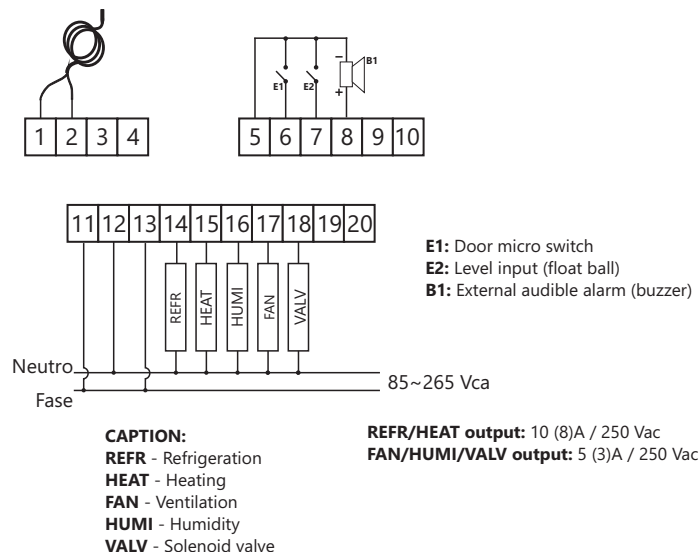 B1
E1
E2
1 2 3 4
5 6 7 8 9 10
11 12 13 14 15 16 17 18 19 20
E1: Door micro switch
E2: Level input (float ball)
B1: External audible alarm (buzzer)
REFR
HEAT
HUMI
FAN
VALV
Neutro
Fase
85~265 Vca
CAPTION:
REFR - Refrigeration
HEAT - Heating
FAN - Ventilation
HUMI - Humidity
VALV - Solenoid valve
REFR/HEAT output: 10 (8)A / 250 Vac
FAN/HUMI/VALV output: 5 (3)A / 250 Vac